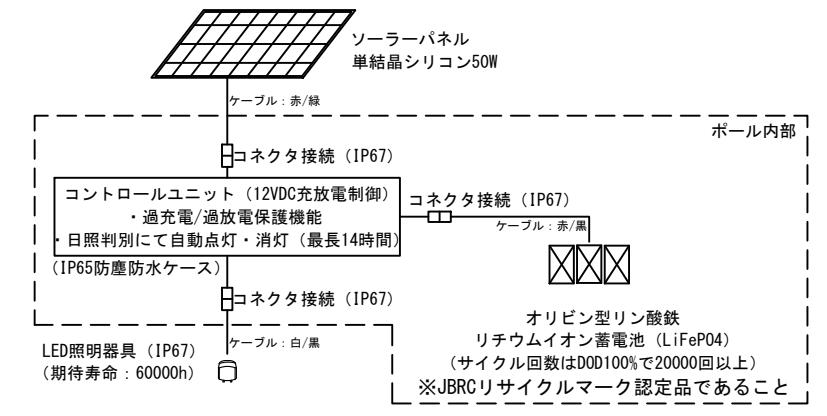 ソーラーパネル
単結晶シリコン50W
ケーブル：赤/緑
ポール内部
コネクタ接続（IP67）
コントロールユニット（12VDC充放電制御）
・過充電/過放電保護機能
・日照判別にて自動点灯・消灯（最長14時間）
（IP65防塵防水ケース）
コネクタ接続（IP67）
ケーブル：赤/黒
コネクタ接続（IP67）
オリビン型リン酸鉄
リチウムイオン蓄電池（LiFePO4）
（サイクル回数はDOD100%で20000回以上）
※JBRCリサイクルマーク認定品であること
ケーブル：白/黒
LED照明器具（IP67）
（期待寿命：60000h）